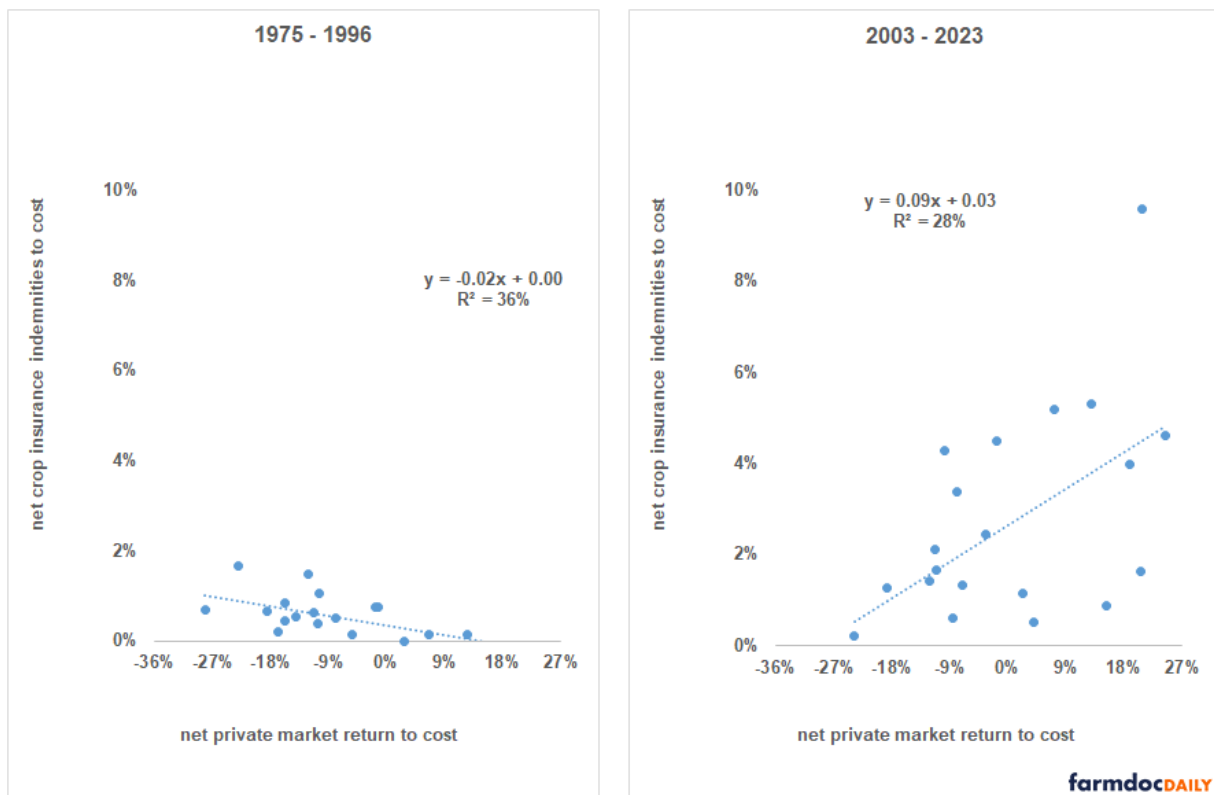 1975 - 1996
net crop insurance indemnities to cost
10%
8%
6%
4%
2%
0%
y = -0.02x + 0.00
R² = 36%
-36% -27% -18% -9% 0% 9% 18% 27%
net private market return to cost
2003 - 2023
net crop insurance indemnities to cost
10%
8%
6%
4%
2%
0%
y = 0.09x + 0.03
R² = 28%
-36% -27% -18% -9% 0% 9% 18% 27%
net private market return to cost
farmdocDAILY